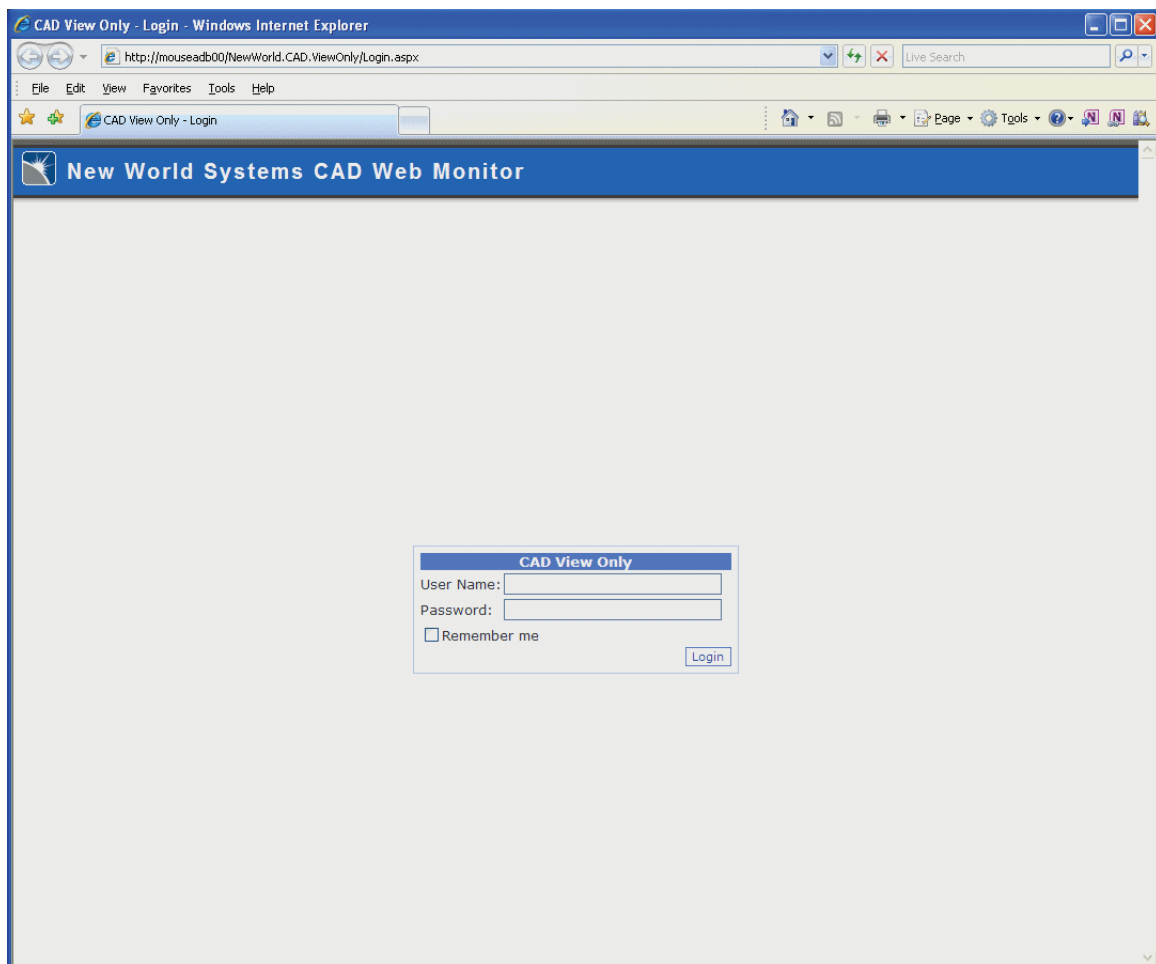 CAD View Only - Login - Windows Internet Explorer
http://mouseadb00/NewWorld.CAD.ViewOnly/Login.aspx
Live Search
File Edit View Favorites Tools Help
CAD View Only - Login
Page Tools
New World Systems CAD Web Monitor
CAD View Only
User Name:
Password:
Remember me
Login